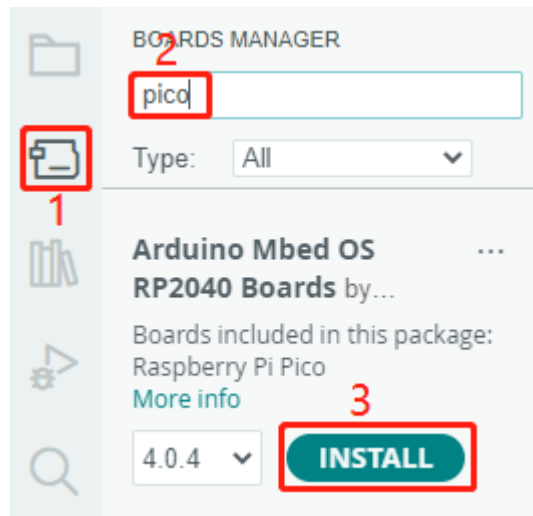 BOARDS MANAGER
2
pico
Type: All
1
Arduino Mbed OS ...
RP2040 Boards by...
Boards included in this package:
Raspberry Pi Pico
More info
3
4.0.4 INSTALL